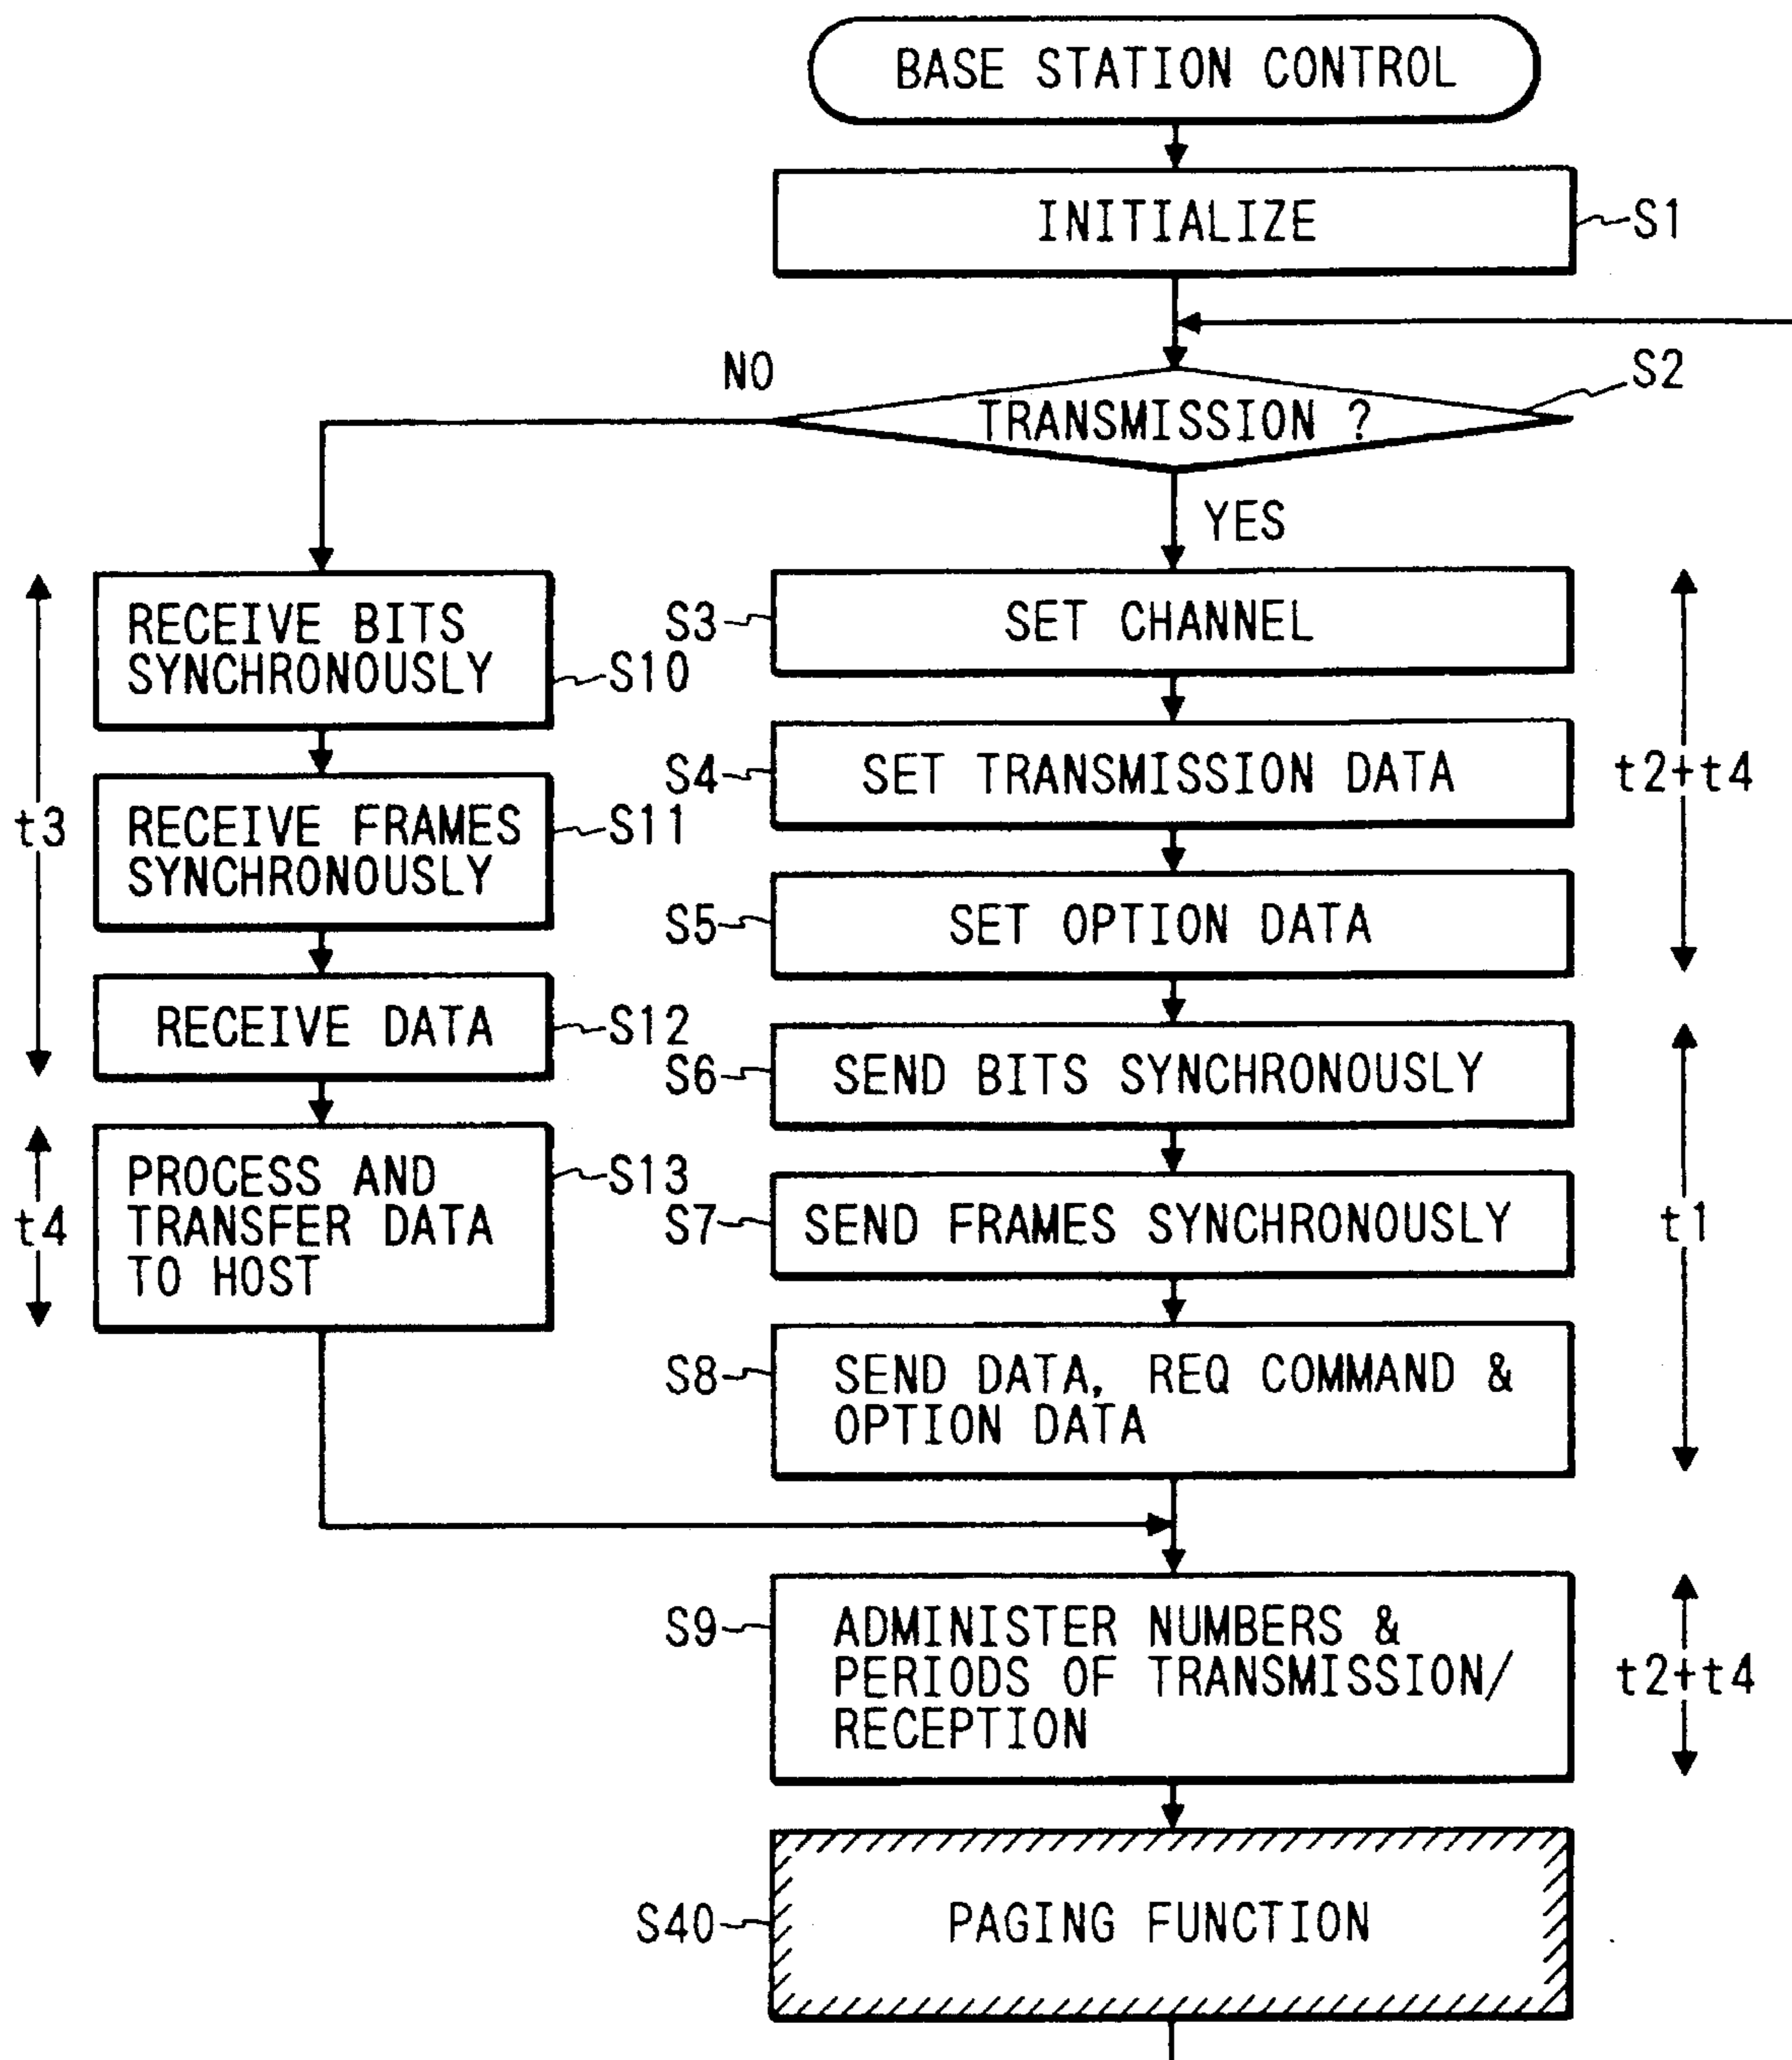 BASE STATION CONTROL
INITIALIZE
S1
NO
TRANSMISSION ?
S2
YES
RECEIVE BITS
SYNCHRONOUSLY
S10
RECEIVE FRAMES
SYNCHRONOUSLY
S11
RECEIVE DATA
S12
t3
PROCESS AND
TRANSFER DATA
TO HOST
S13
t4
S3
SET CHANNEL
S4
SET TRANSMISSION DATA
S5
SET OPTION DATA
t2+t4
S6
SEND BITS SYNCHRONOUSLY
S7
SEND FRAMES SYNCHRONOUSLY
S8
SEND DATA, REQ COMMAND &
OPTION DATA
t1
S9
ADMINISTER NUMBERS &
PERIODS OF TRANSMISSION/
RECEPTION
t2+t4
S40
PAGING FUNCTION